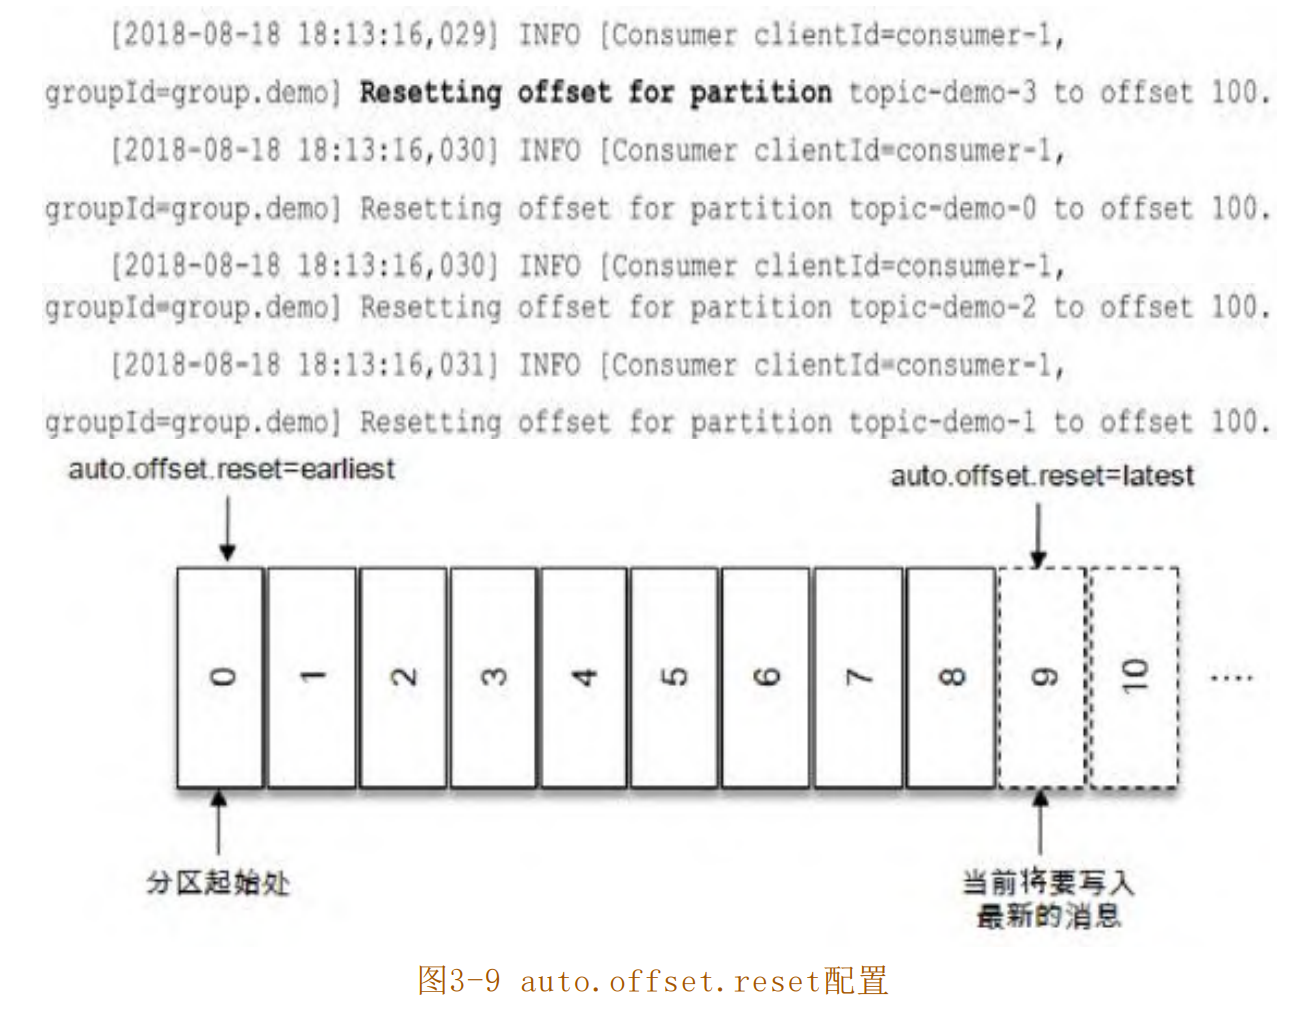 [2018-08-18 18:13:16,029] INFO [Consumer clientId=consumer-1,
groupId=group.demo] Resetting offset for partition topic-demo-3 to offset 100.
[2018-08-18 18:13:16,030] INFO [Consumer clientId=consumer-1,
groupId=group.demo] Resetting offset for partition topic-demo-0 to offset 100.
[2018-08-18 18:13:16,030] INFO [Consumer clientId=consumer-1,
groupId=group.demo] Resetting offset for partition topic-demo-2 to offset 100.
[2018-08-18 18:13:16,031] INFO [Consumer clientId=consumer-1,
groupId=group.demo] Resetting offset for partition topic-demo-1 to offset 100.
auto.offset.reset=earliest
auto.offset.reset=latest
0 1 2 3 4 5 6 7 8 9 10 ....
分区起始处
当前将要写入
最新的消息
图3-9 auto.offset.reset配置